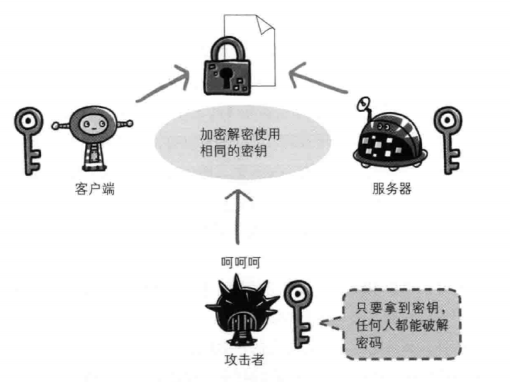 加密解密使用
相同的密钥
客户端
服务器
呵呵呵
只要拿到密钥，
任何人都能破解
密码
攻击者